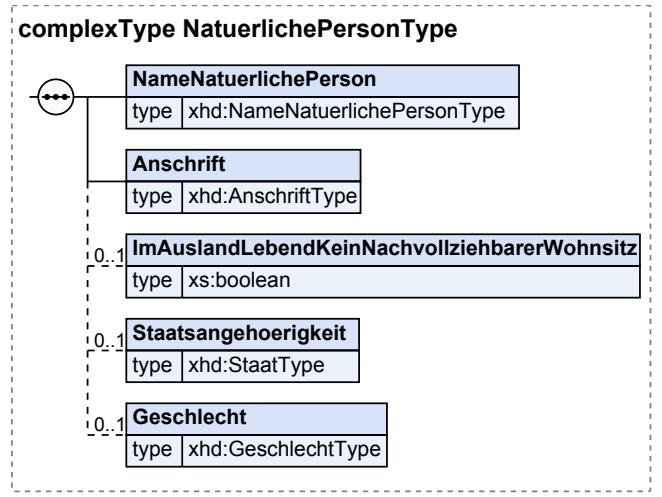 complexType NatuerlichePersonType
NameNatuerlichePerson
type xhd:NameNatuerlichePersonType
Anschrift
type xhd:AnschriftType
0..1 ImAuslandLebendKeinNachvollziehbarerWohnsitz
type xs:boolean
0..1 Staatsangehoerigkeit
type xhd:StaatType
0..1 Geschlecht
type xhd:GeschlechtType